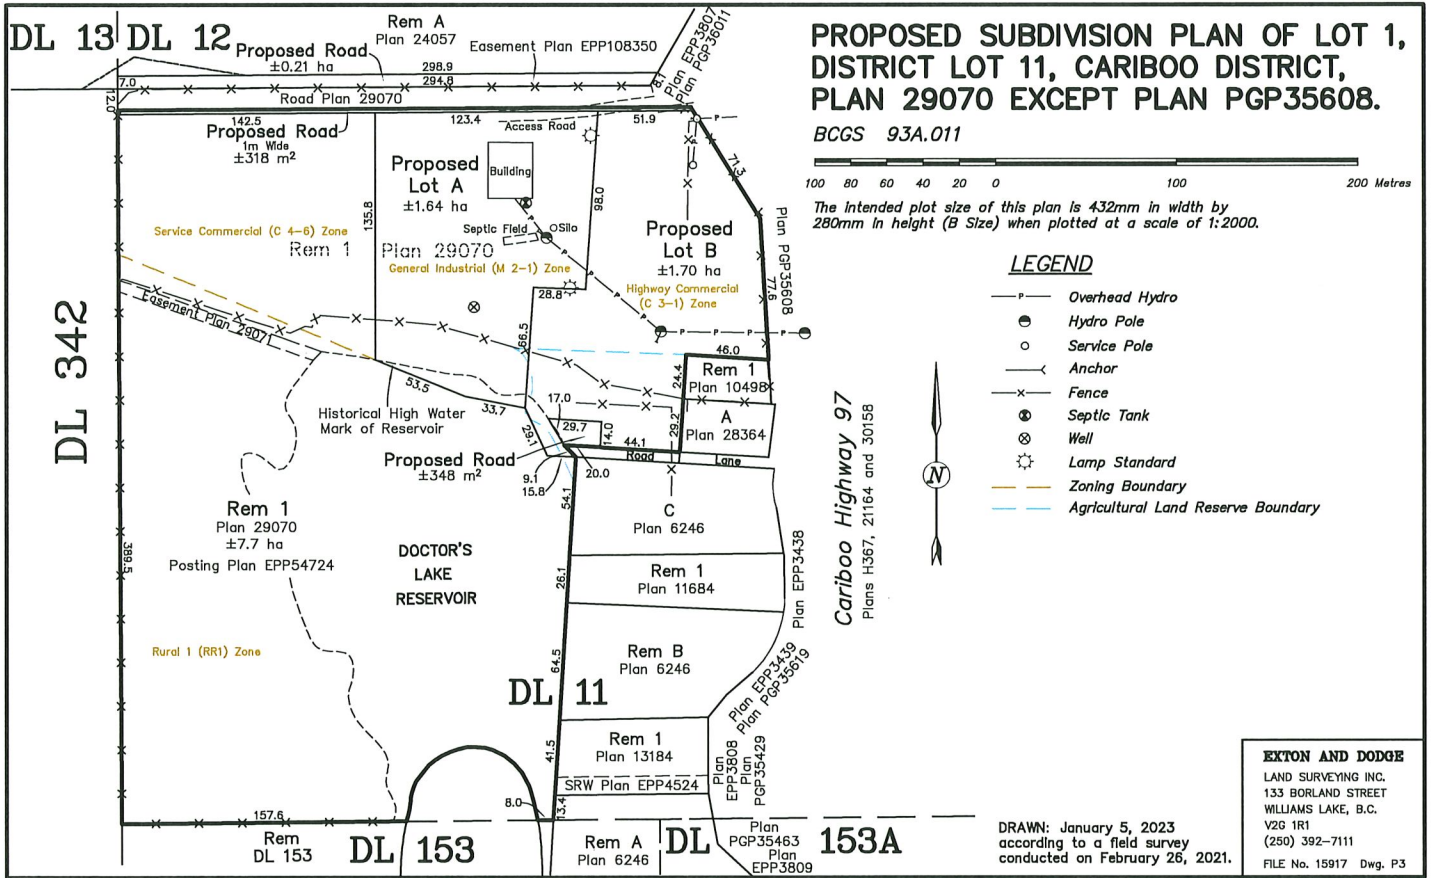 PROPOSED SUBDIVISION PLAN OF LOT 1,
DISTRICT LOT 11, CARIBOO DISTRICT,
PLAN 29070 EXCEPT PLAN PGP35608.
BCGS 93A.011
100 80 60 40 20 0 100 200 Metres
The intended plot size of this plan is 432mm in width by
280mm in height (B Size) when plotted at a scale of 1:2000.
LEGEND
P Overhead Hydro
Hydro Pole
Service Pole
Anchor
Fence
Septic Tank
Well
Lamp Standard
Zoning Boundary
Agricultural Land Reserve Boundary
N
DL 13
DL 12
Rem A
Plan 24057
Proposed Road
±0.21 ha
Easement Plan EPP108350
298.9
294.8
7.0
12.0
8.1
Plan EPP3807
Plan PGP36011
Road Plan 29070
142.5
123.4
51.9
Access Road
Proposed Road
1m Wide
±318 m²
Proposed
Lot A
±1.64 ha
Building
98.0
135.8
71.3
Septic Field
Silo
Proposed
Lot B
±1.70 ha
Service Commercial (C 4-6) Zone
Rem 1 Plan 29070
General Industrial (M 2-1) Zone
Highway Commercial
(C 3-1) Zone
28.8
66.5
77.6
Plan PGP35608
P P P
Easement Plan 29071
DL 342
46.0
24.4
Rem 1
Plan 10498
53.5
33.7
17.0
29.7
14.0
29.2
29.1
44.1
A
Plan 28364
Historical High Water
Mark of Reservoir
Proposed Road
±348 m²
Road Lane
9.1
15.8
20.0
54.1
C
Plan 6246
Rem 1
Plan 29070
±7.7 ha
Posting Plan EPP54724
389.5
DOCTOR'S
LAKE
RESERVOIR
26.1
Rem 1
Plan 11684
Plan EPP3438
Cariboo Highway 97
Plans H367, 21164 and 30158
Rural 1 (RR1) Zone
64.5
Rem B
Plan 6246
Plan EPP3439
Plan PGP35619
DL 11
41.5
Rem 1
Plan 13184
Plan
EPP3808
Plan
PGP35429
SRW Plan EPP4524
8.0
13.4
157.6
Rem
DL 153
DL 153
Rem A
Plan 6246
DL 153A
Plan
PGP35463
Plan
EPP3809
DRAWN: January 5, 2023
according to a field survey
conducted on February 26, 2021.
EXTON AND DODGE
LAND SURVEYING INC.
133 BORLAND STREET
WILLIAMS LAKE, B.C.
V2G 1R1
(250) 392-7111
FILE No. 15917 Dwg. P3